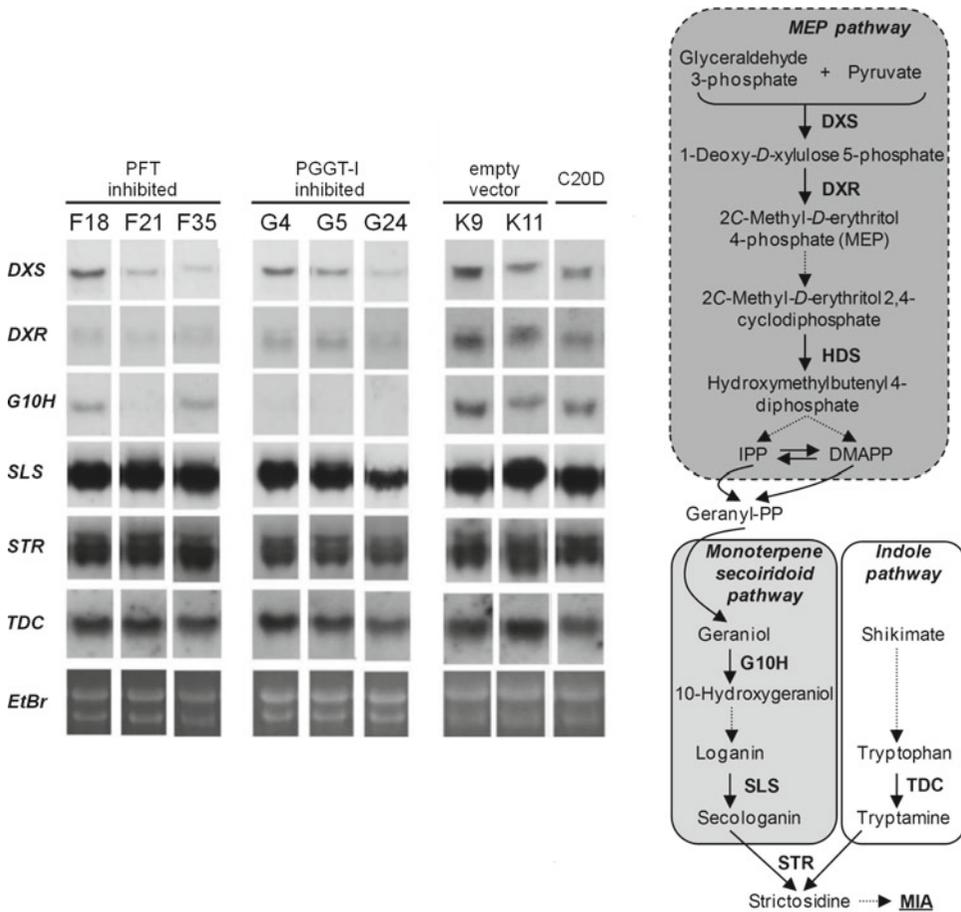 PFT
inhibited
PGGT-I
inhibited
empty
vector
C20D
F18 F21 F35 G4 G5 G24 K9 K11
DXS
DXR
G10H
SLS
STR
TDC
EtBr
MEP pathway
Glyceraldehyde
3-phosphate + Pyruvate
DXS
1-Deoxy-D-xylulose 5-phosphate
DXR
2C-Methyl-D-erythritol
4-phosphate (MEP)
2C-Methyl-D-erythritol 2,4-
cyclodiphosphate
HDS
Hydroxymethylbutenyl 4-
diphosphate
IPP DMAPP
Geranyl-PP
Monoterpene
secoiridoid
pathway
Geraniol
G10H
10-Hydroxygeraniol
Loganin
SLS
Secologanin
Indole
pathway
Shikimate
Tryptophan
TDC
Tryptamine
STR
Strictosidine MIA